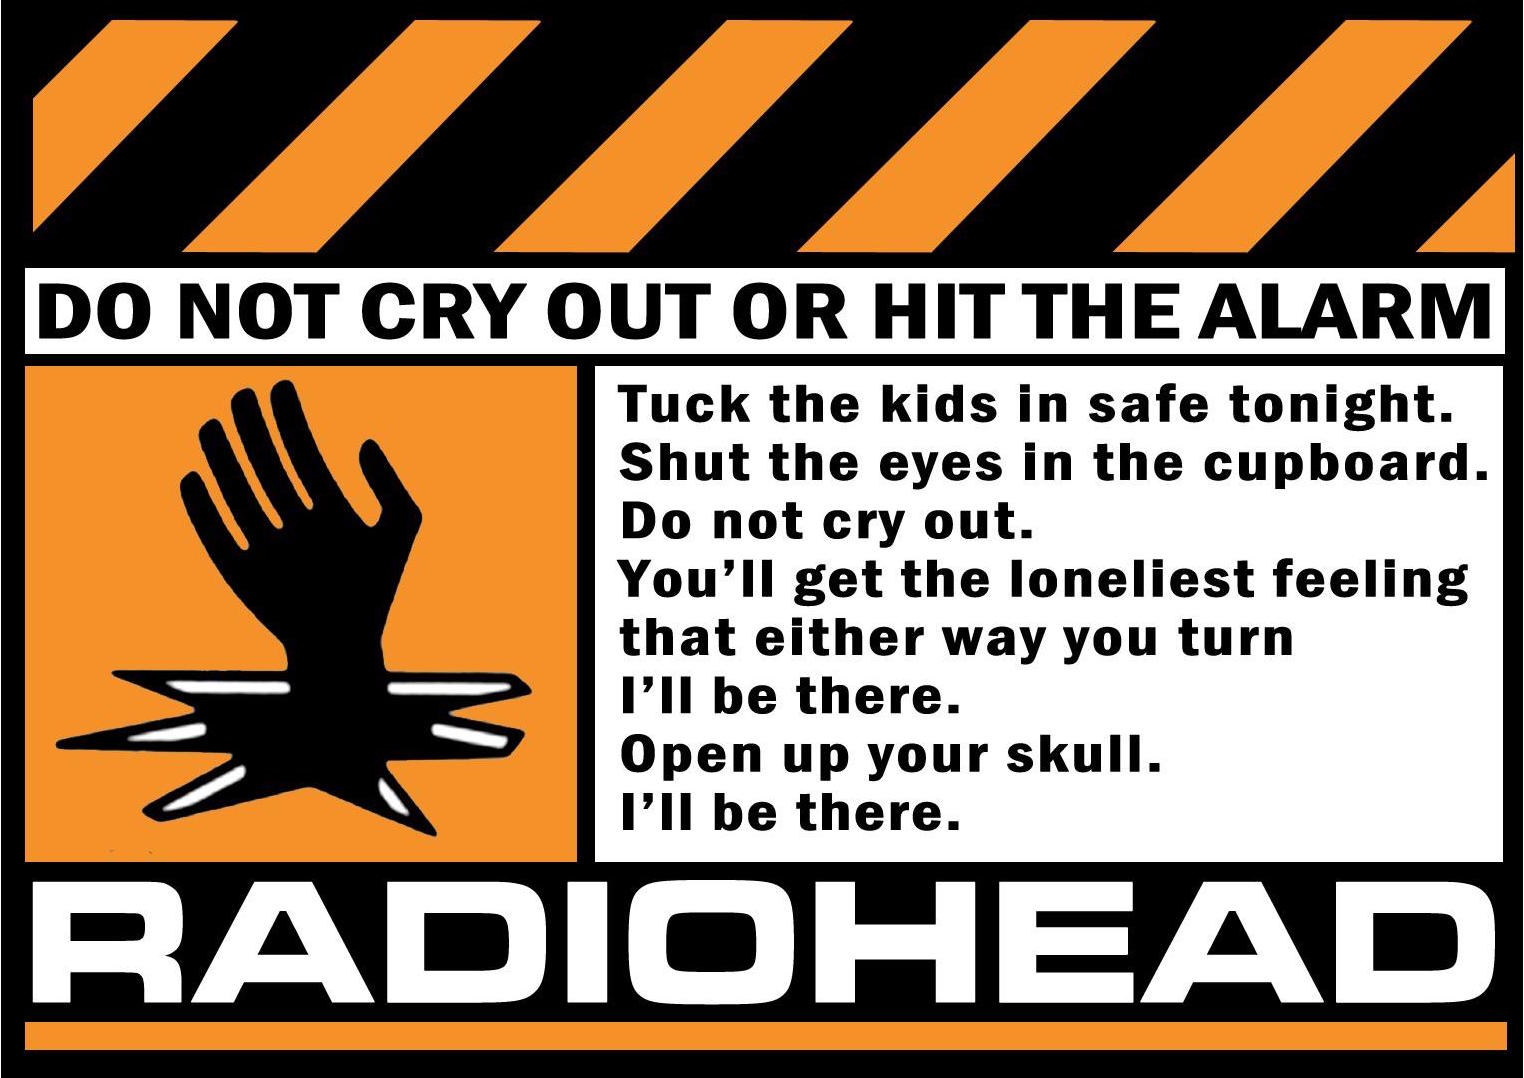 DO NOT CRY OUT OR HIT THE ALARM
Tuck the kids in safe tonight.
Shut the eyes in the cupboard.
Do not cry out.
You’ll get the loneliest feeling
that either way you turn
I’ll be there.
Open up your skull.
I’ll be there.
RADIOHEAD